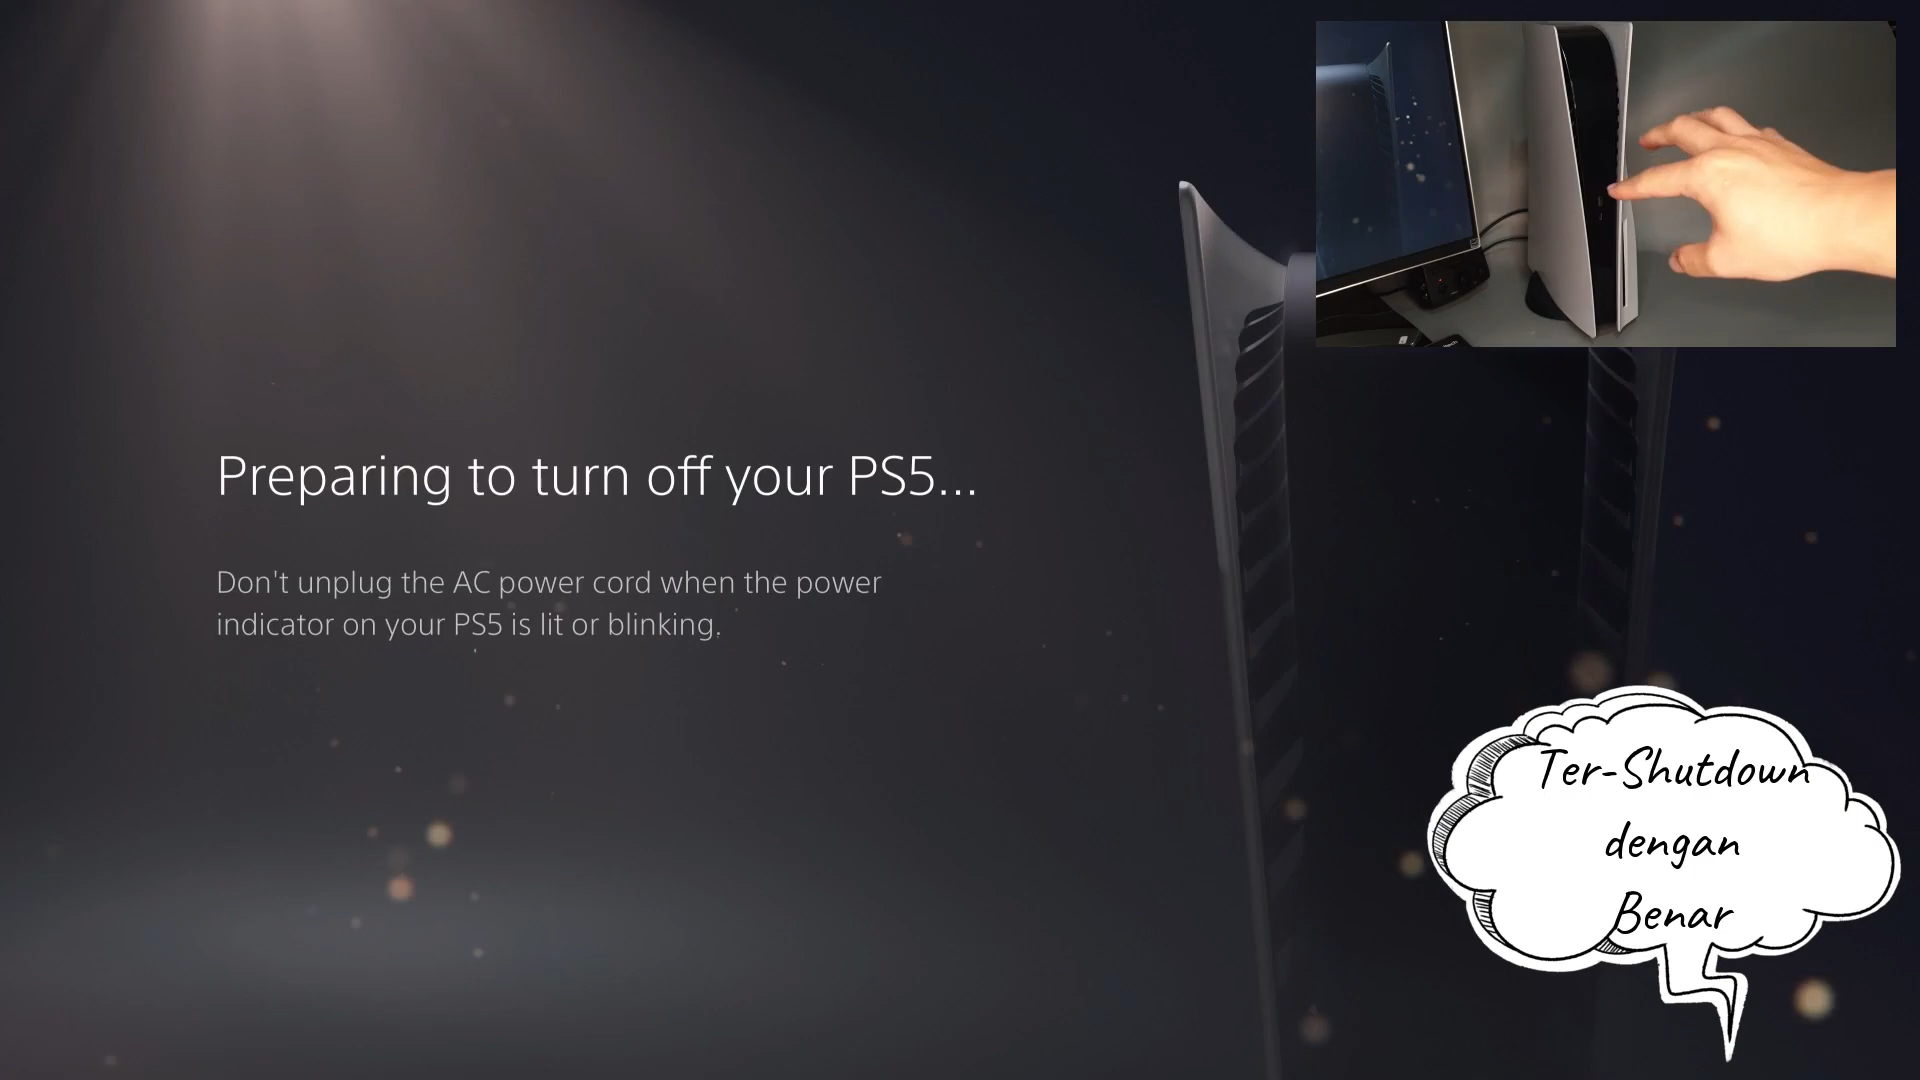 Preparing to turn off your PS5...
Don't unplug the AC power cord when the power
indicator on your PS5 is lit or blinking.
Ter-Shutdown
dengan
Benar